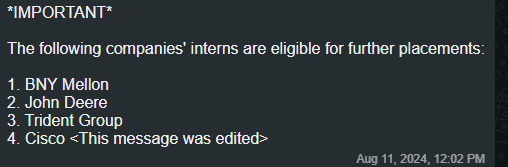 *IMPORTANT*
The following companies' interns are eligible for further placements:
1. BNY Mellon
2. John Deere
3. Trident Group
4. Cisco <This message was edited>
Aug 11, 2024, 12:02 PM